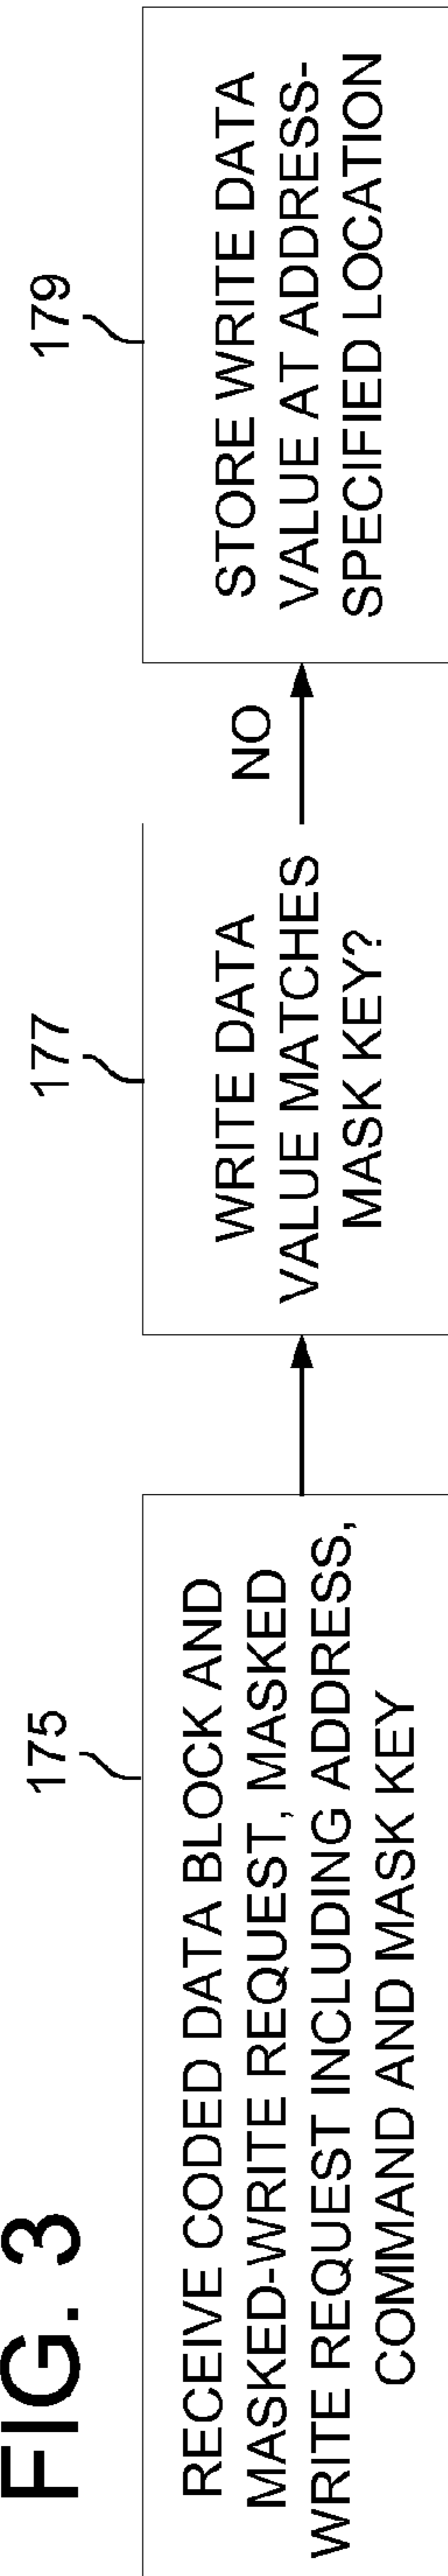 FIG. 3
175
RECEIVE CODED DATA BLOCK AND
MASKED-WRITE REQUEST, MASKED
WRITE REQUEST INCLUDING ADDRESS,
COMMAND AND MASK KEY
177
WRITE DATA
VALUE MATCHES
MASK KEY?
NO
179
STORE WRITE DATA
VALUE AT ADDRESS-
SPECIFIED LOCATION